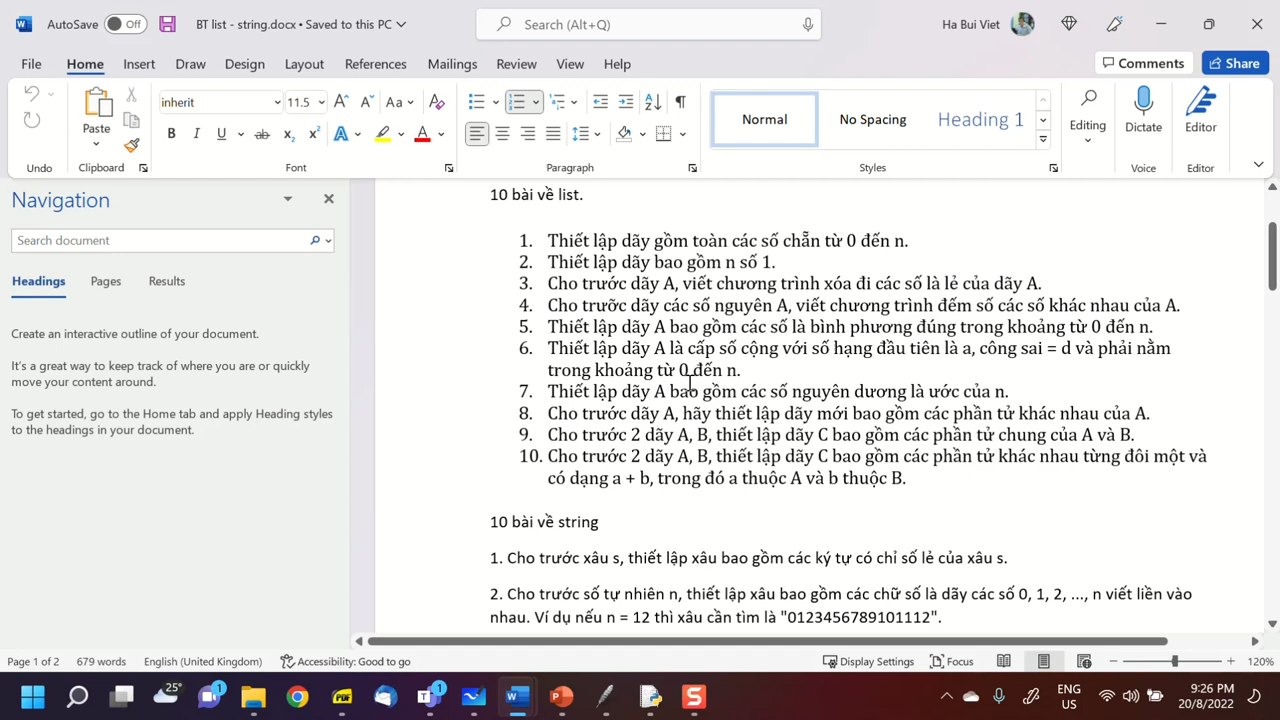 AutoSave Off BT list - string.docx • Saved to this PC Search (Alt+Q) Ha Bui Viet
File Home Insert Draw Design Layout References Mailings Review View Help Comments Share
inherit 11.5 A A Aa A
Paste B I U ab x₂ x² A A Normal No Spacing Heading 1 Editing Dictate Editor
Undo Clipboard Font Paragraph Styles Voice Editor
Navigation
Search document
Headings Pages Results
Create an interactive outline of your document.
It's a great way to keep track of where you are or quickly
move your content around.
To get started, go to the Home tab and apply Heading styles
to the headings in your document.
10 bài về list.
1. Thiết lập dãy gồm toàn các số chẵn từ 0 đến n.
2. Thiết lập dãy bao gồm n số 1.
3. Cho trước dãy A, viết chương trình xóa đi các số là lẻ của dãy A.
4. Cho trước dãy các số nguyên A, viết chương trình đếm số các số khác nhau của A.
5. Thiết lập dãy A bao gồm các số là bình phương đúng trong khoảng từ 0 đến n.
6. Thiết lập dãy A là cấp số cộng với số hạng đầu tiên là a, công sai = d và phải nằm
trong khoảng từ 0 đến n.
7. Thiết lập dãy A bao gồm các số nguyên dương là ước của n.
8. Cho trước dãy A, hãy thiết lập dãy mới bao gồm các phần tử khác nhau của A.
9. Cho trước 2 dãy A, B, thiết lập dãy C bao gồm các phần tử chung của A và B.
10. Cho trước 2 dãy A, B, thiết lập dãy C bao gồm các phần tử khác nhau từng đôi một và
có dạng a + b, trong đó a thuộc A và b thuộc B.
10 bài về string
1. Cho trước xâu s, thiết lập xâu bao gồm các ký tự có chỉ số lẻ của xâu s.
2. Cho trước số tự nhiên n, thiết lập xâu bao gồm các chữ số là dãy các số 0, 1, 2, ..., n viết liền vào
nhau. Ví dụ nếu n = 12 thì xâu cần tìm là "0123456789101112".
Page 1 of 2 679 words English (United Kingdom) Accessibility: Good to go Display Settings Focus 120%
25° 1 PDF 1 ENG
US 9:26 PM
20/8/2022